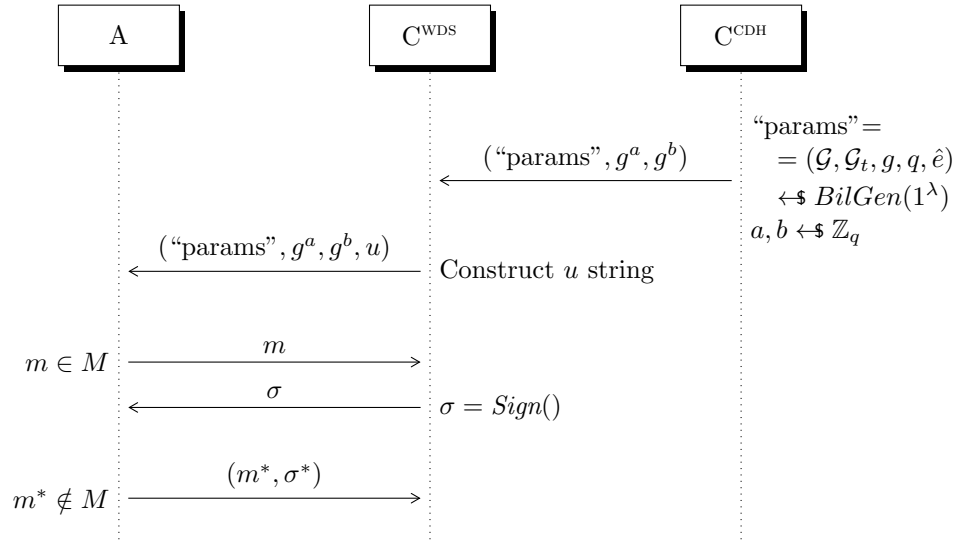 A
C^WDS
C^CDH
“params”=
= (𝒢, 𝒢_t, g, q, ê)
↞$ BilGen(1^λ)
a, b ↞$ ℤ_q
(“params”, g^a, g^b)
(“params”, g^a, g^b, u)
Construct u string
m ∈ M
m
σ
σ = Sign()
m* ∉ M
(m*, σ*)